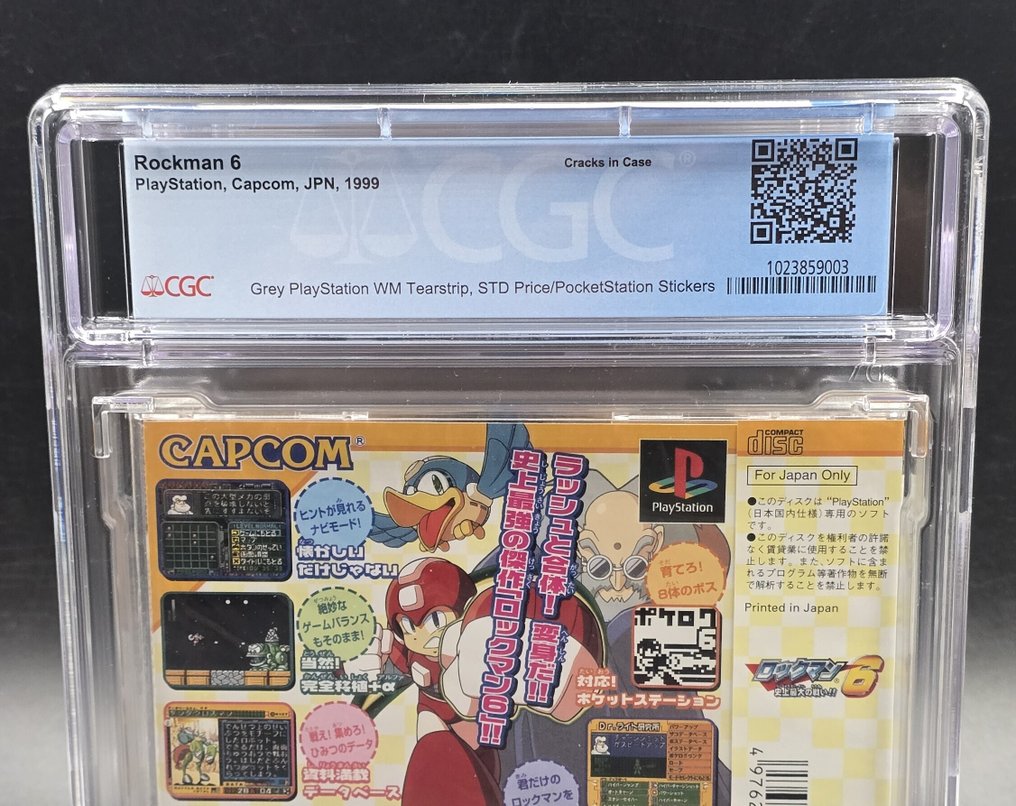 Rockman 6
PlayStation, Capcom, JPN, 1999
Cracks in Case
CGC®
CGC
Grey PlayStation WM Tearstrip, STD Price/PocketStation Stickers
1023859003
CAPCOM®
ヒントが見れる
ナビモード!
懐かしい
だけじゃない
絶妙な
ゲームバランス
もそのまま!
当然!
完全移植+α
戦え!集めろ!
ひみつのデータ
資料満載
データベース
ラッシュと合体! 変身だ!!
史上最強の傑作「ロックマン6」!!
PlayStation
育てろ!
8体のボス
ポケロク
6
対応!
ポケットステーション
Dr.ライト研究所
君だけの
ロックマンを
COMPACT
disc
For Japan Only
●このディスクは“PlayStation”
(日本国内仕様)専用のソフト
です。
●このディスクを権利者の許諾
なく賃貸業に使用することを禁
止します。また、ソフトに含ま
れるプログラム等著作物を無断
で解析することを禁止します。
Printed in Japan
ロックマン6
史上最大の戦い!!
4 9762